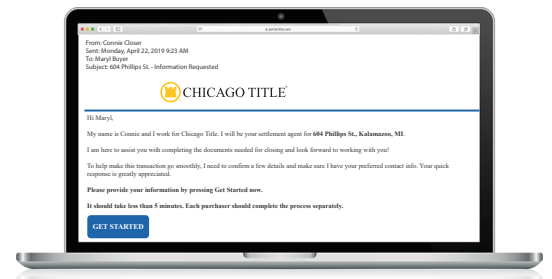 a portal-title.com
From: Connie Closer
Sent: Monday, April 22, 2019 9:23 AM
To: Maryl Buyer
Subject: 604 Phillips St. - Information Requested
CHICAGO TITLE
Hi Maryl,
My name is Connie and I work for Chicago Title. I will be your settlement agent for 604 Phillips St., Kalamazoo, MI.
I am here to assist you with completing the documents needed for closing and look forward to working with you!
To help make this transaction go smoothly, I need to confirm a few details and make sure I have your preferred contact info. Your quick
response is greatly appreciated.
Please provide your information by pressing Get Started now.
It should take less than 5 minutes. Each purchaser should complete the process separately.
GET STARTED